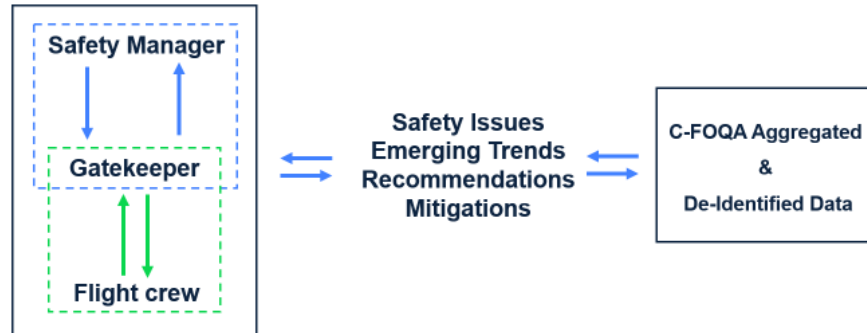 Safety Manager
Gatekeeper
Flight crew
Safety Issues
Emerging Trends
Recommendations
Mitigations
C-FOQA Aggregated
&
De-Identified Data